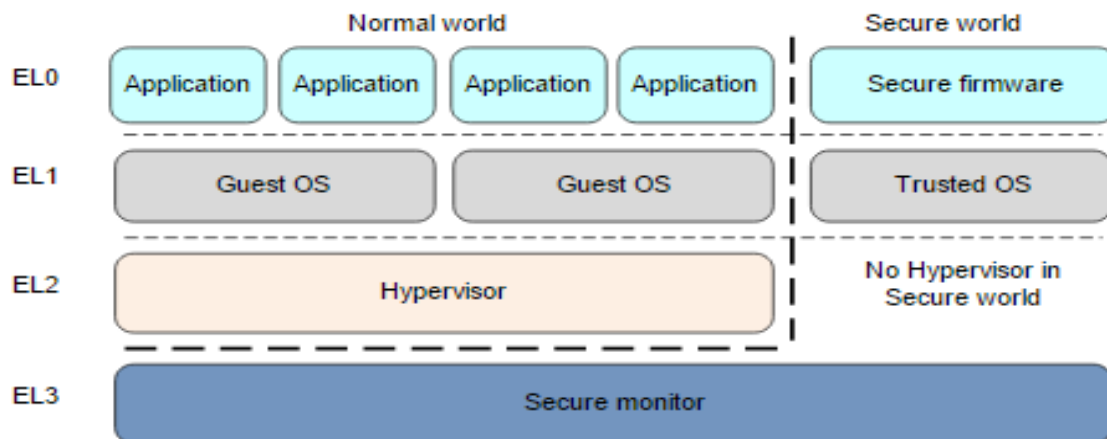 Normal world Secure world
EL0 Application Application Application Application Secure firmware
EL1 Guest OS Guest OS Trusted OS
EL2 Hypervisor No Hypervisor in
Secure world
EL3 Secure monitor